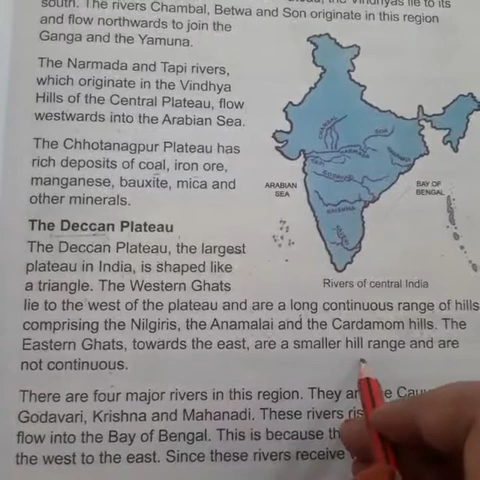 south. The rivers Chambal, Betwa and Son originate in this region
and flow northwards to join the
Ganga and the Yamuna.
The Narmada and Tapi rivers,
which originate in the Vindhya
Hills of the Central Plateau, flow
westwards into the Arabian Sea.
The Chhotanagpur Plateau has
rich deposits of coal, iron ore,
manganese, bauxite, mica and
other minerals.
ARABIAN
SEA
BAY OF
BENGAL
Rivers of central India
The Deccan Plateau
The Deccan Plateau, the largest
plateau in India, is shaped like
a triangle. The Western Ghats
lie to the west of the plateau and are a long continuous range of hills
comprising the Nilgiris, the Anamalai and the Cardamom hills. The
Eastern Ghats, towards the east, are a smaller hill range and are
not continuous.
There are four major rivers in this region. They
Godavari, Krishna and Mahanadi. These rivers
flow into the Bay of Bengal. This is because
the west to the east. Since these rivers receive